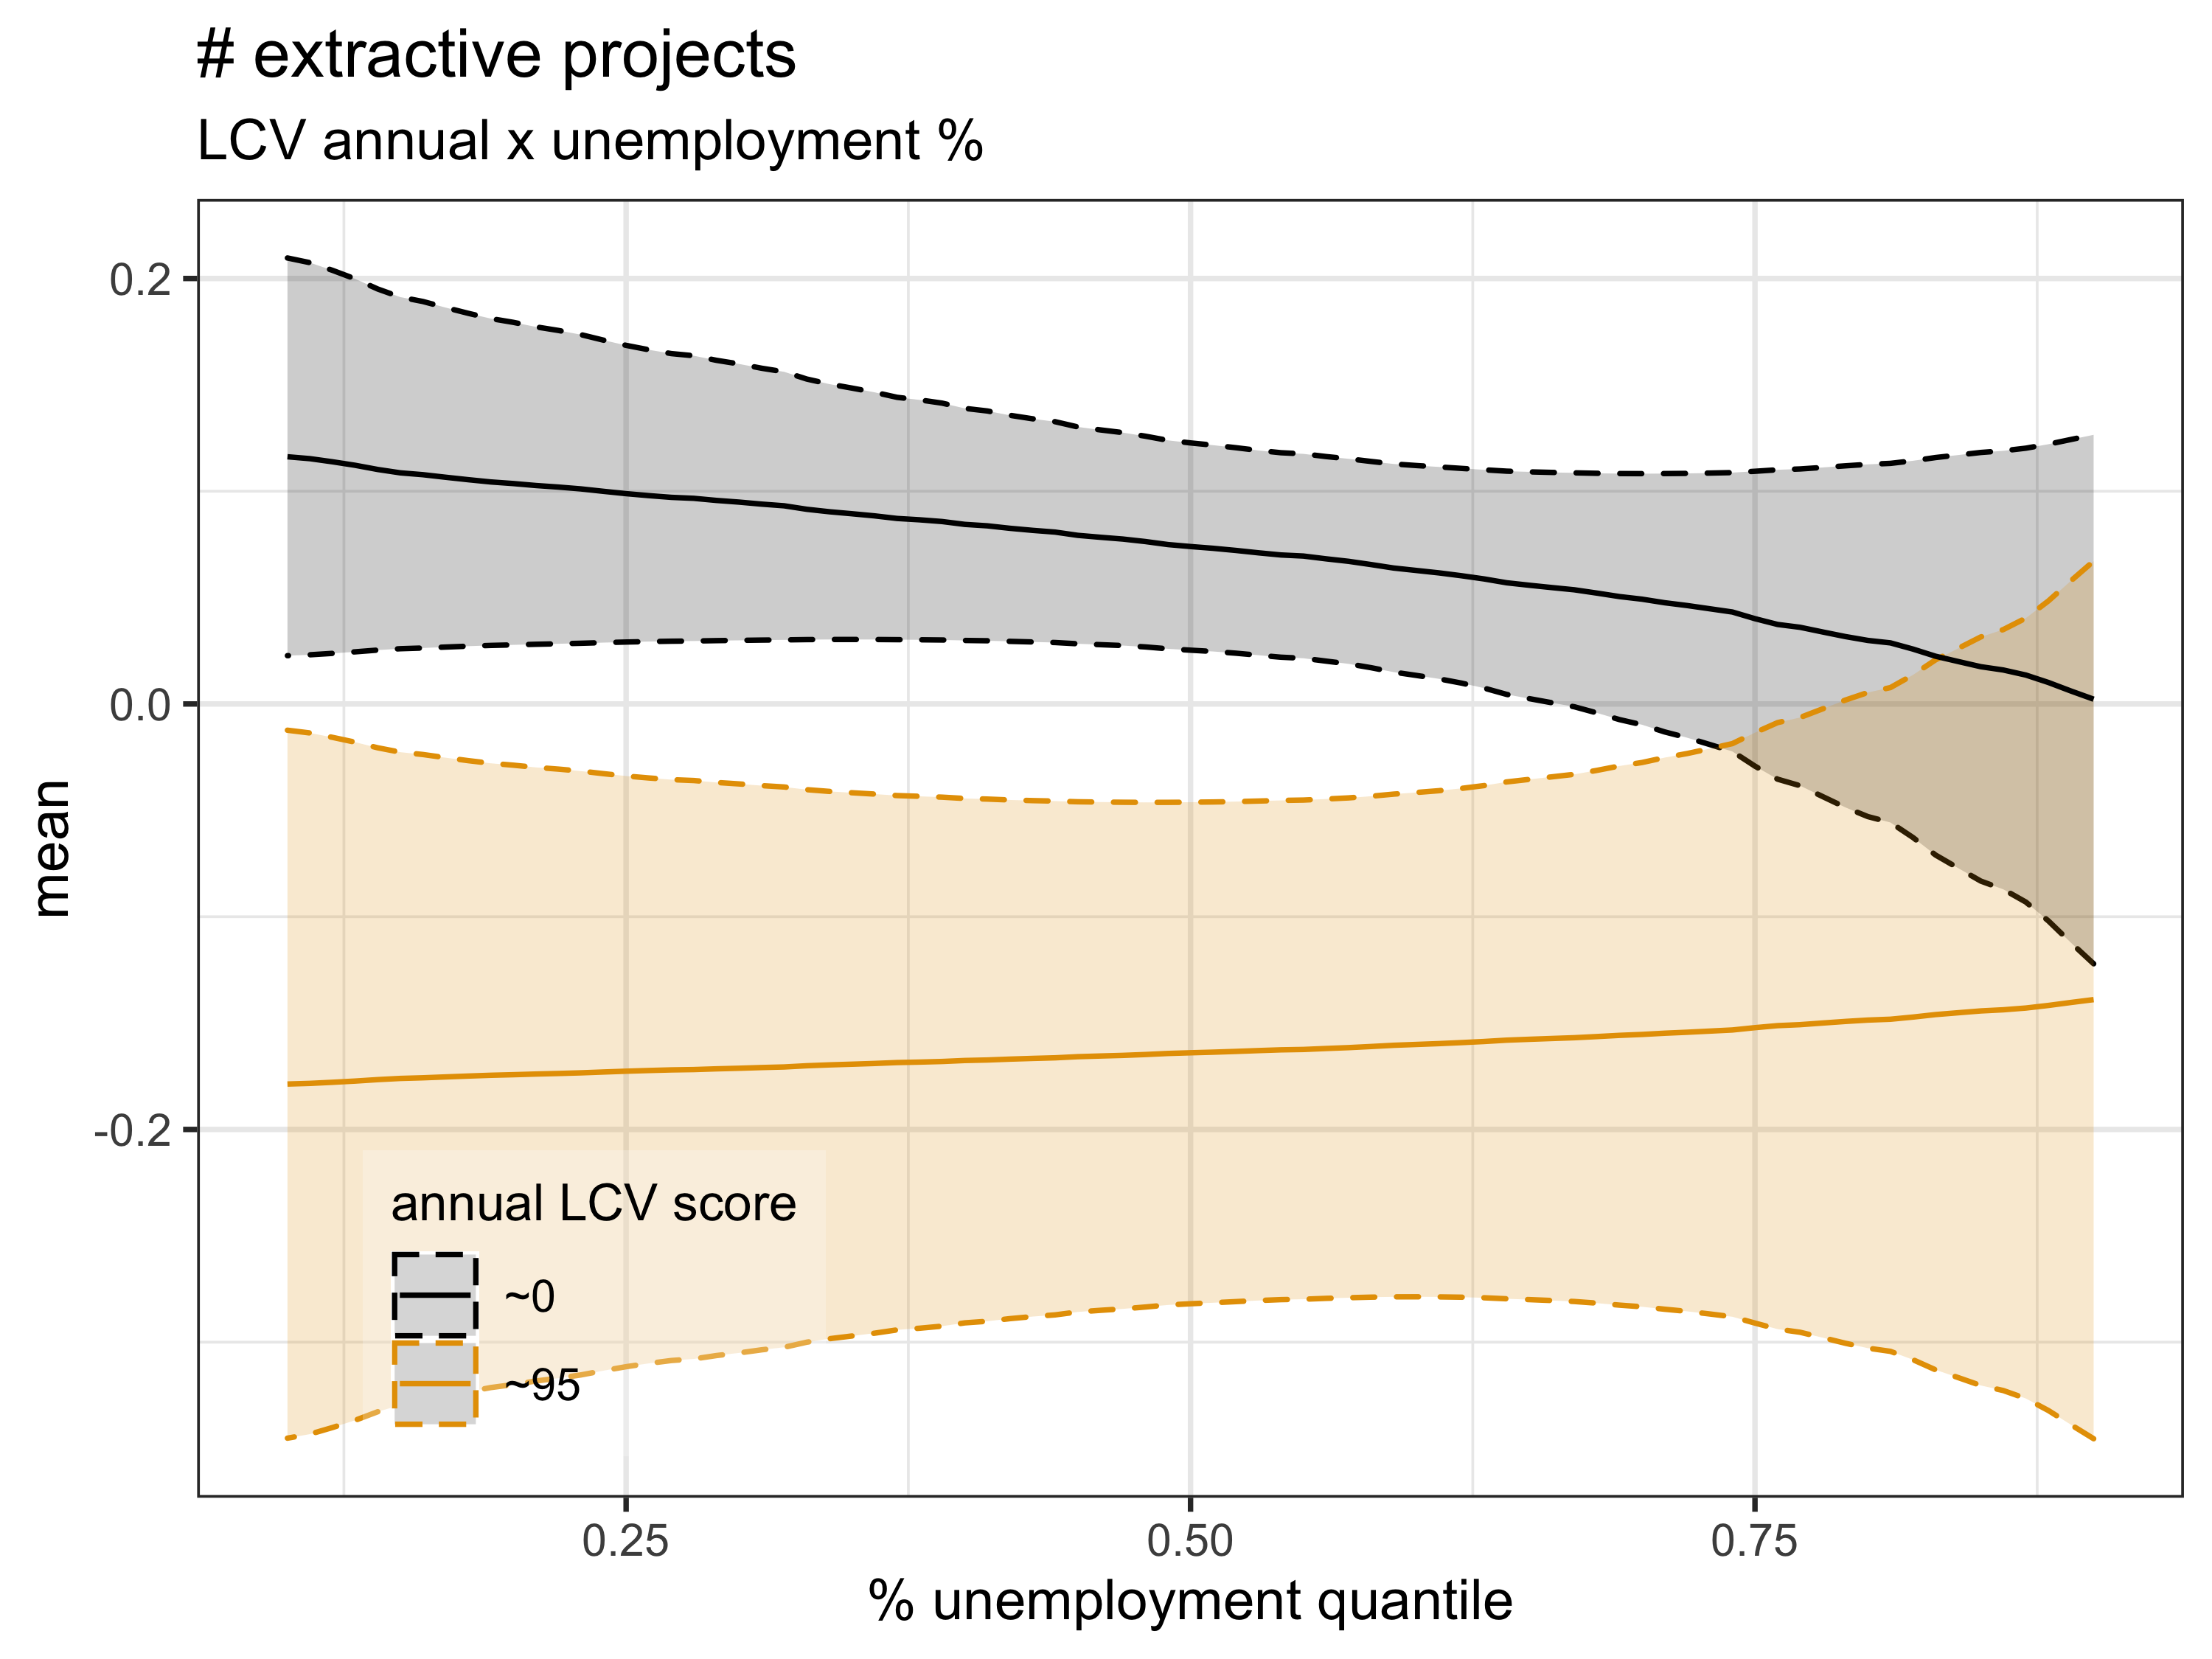 # extractive projects
LCV annual x unemployment %
0.2
0.0
-0.2
mean
annual LCV score
~0
~95
0.25 0.50 0.75
% unemployment quantile